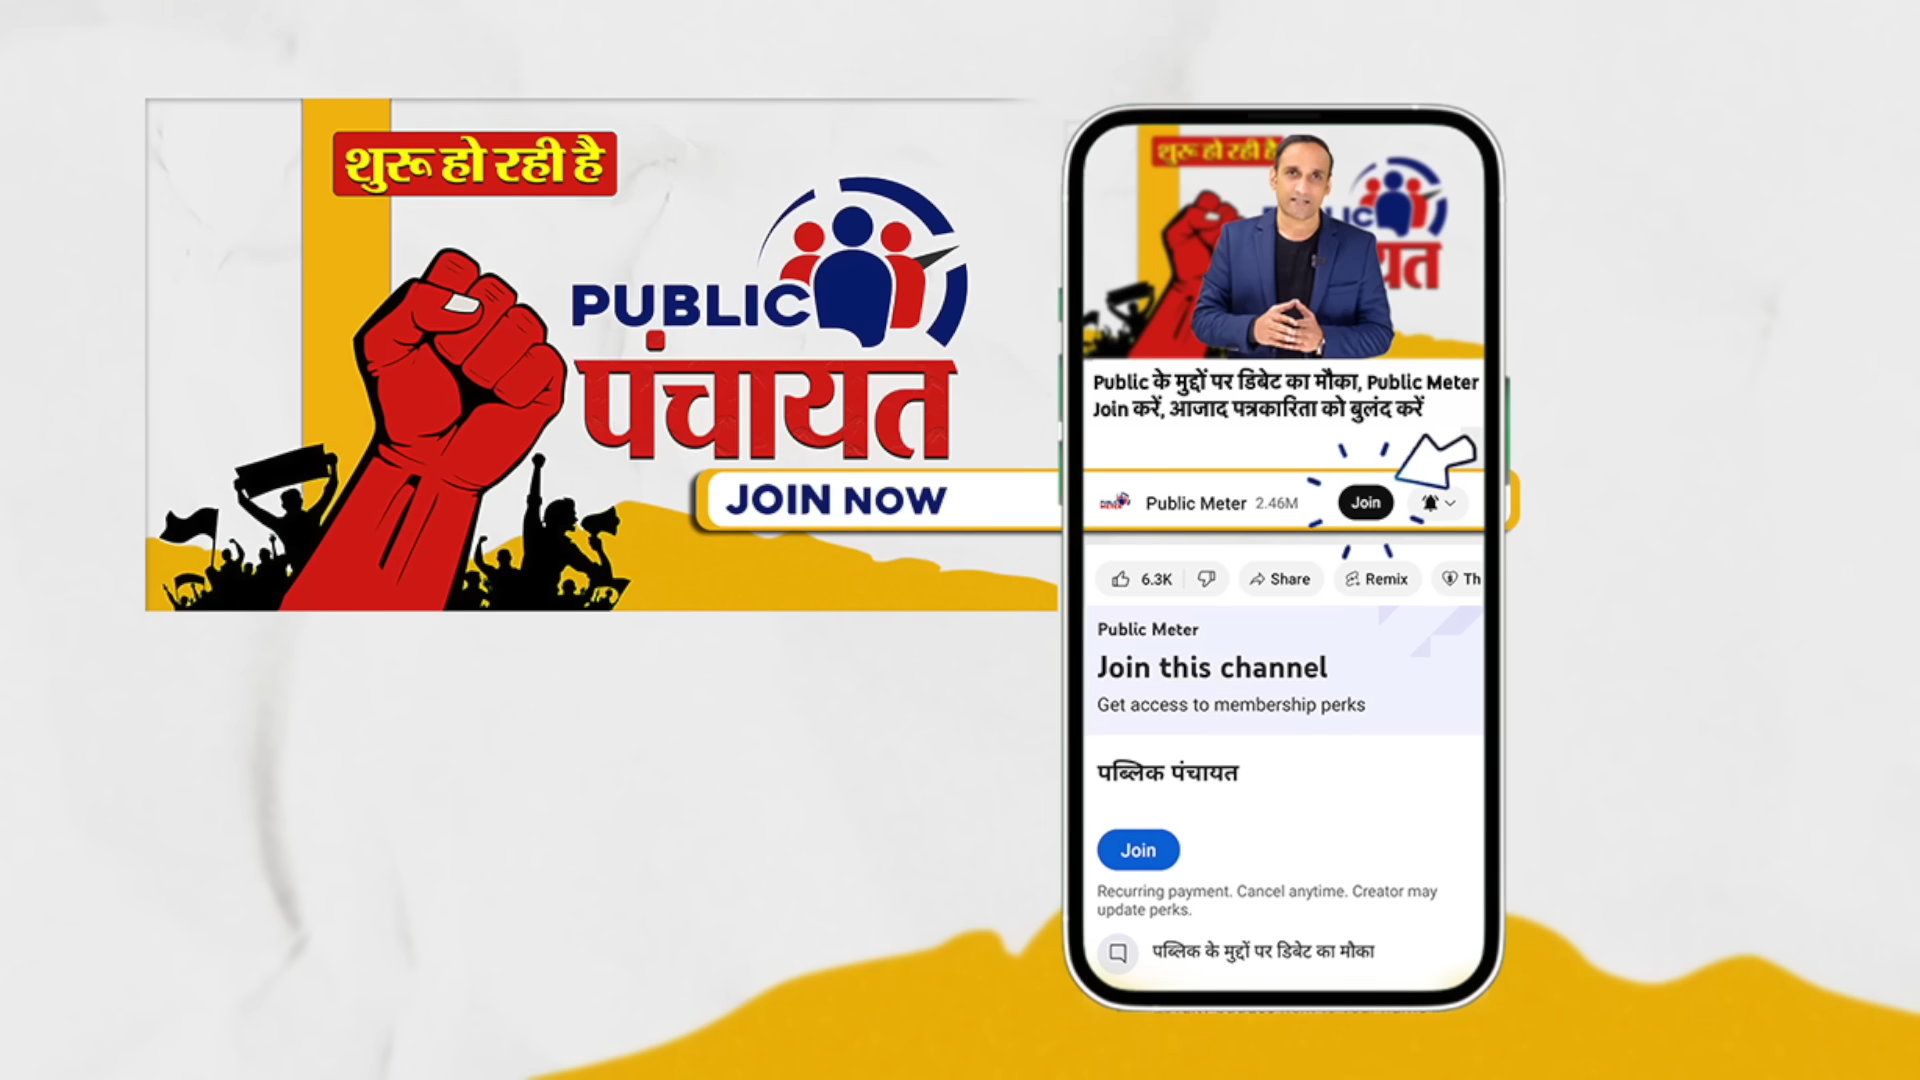 शुरू हो रही है
PUBLIC
पंचायत
JOIN NOW
शुरू हो रही है
Public के मुद्दों पर डिबेट का मौका, Public Meter
Join करें, आजाद पत्रकारिता को बुलंद करें
Public Meter 2.46M Join
6.3K Share Remix Th
Public Meter
Join this channel
Get access to membership perks
पब्लिक पंचायत
Join
Recurring payment. Cancel anytime. Creator may
update perks.
पब्लिक के मुद्दों पर डिबेट का मौका